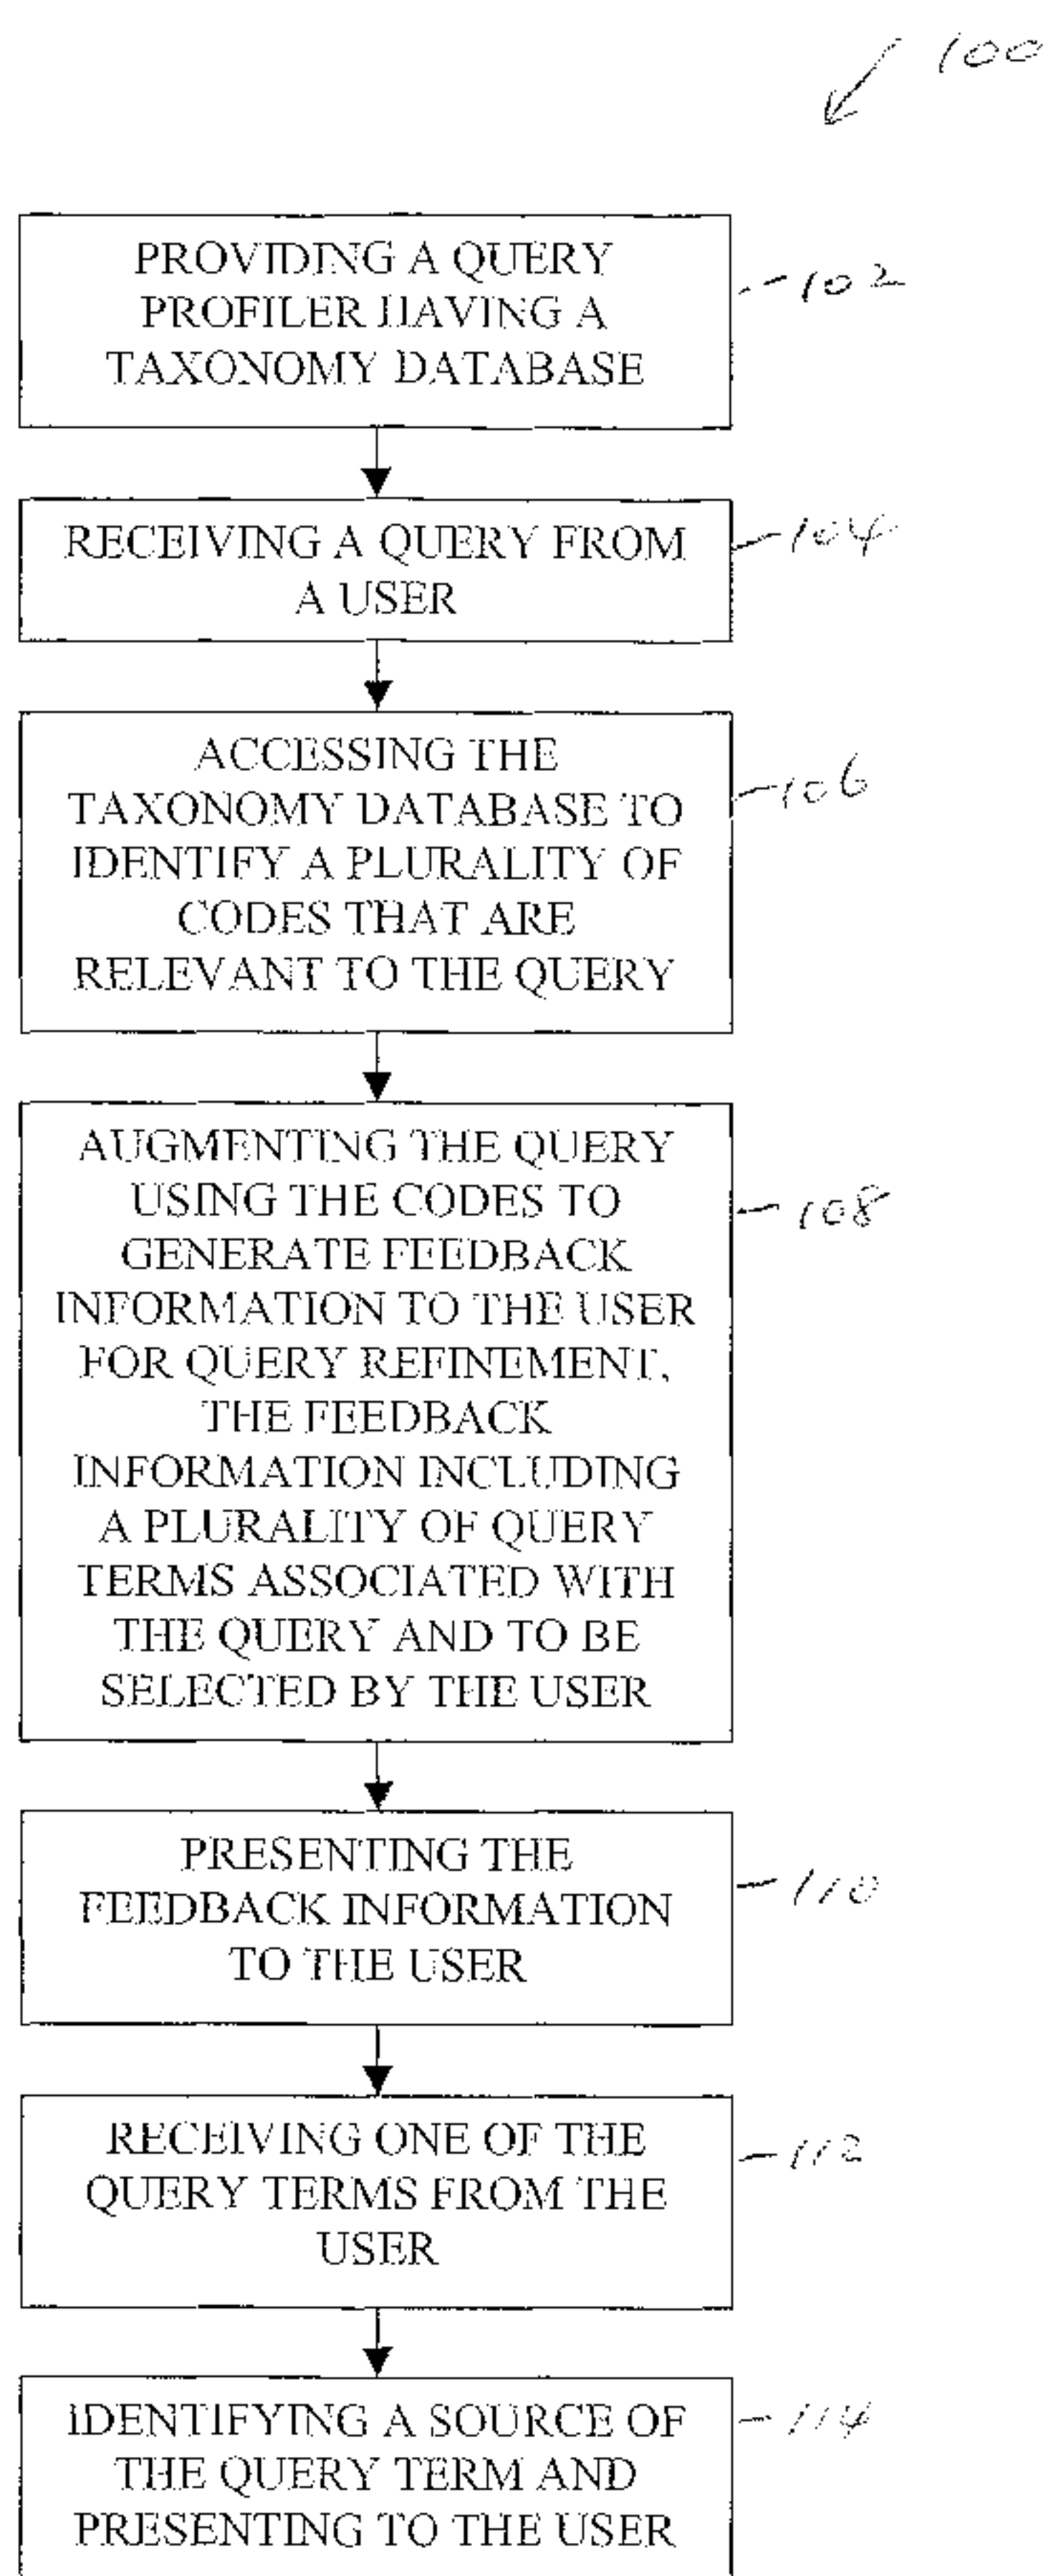 100
PROVIDING A QUERY
PROFILER HAVING A
TAXONOMY DATABASE
102
RECEIVING A QUERY FROM
A USER
104
ACCESSING THE
TAXONOMY DATABASE TO
IDENTIFY A PLURALITY OF
CODES THAT ARE
RELEVANT TO THE QUERY
106
AUGMENTING THE QUERY
USING THE CODES TO
GENERATE FEEDBACK
INFORMATION TO THE USER
FOR QUERY REFINEMENT,
THE FEEDBACK
INFORMATION INCLUDING
A PLURALITY OF QUERY
TERMS ASSOCIATED WITH
THE QUERY AND TO BE
SELECTED BY THE USER
108
PRESENTING THE
FEEDBACK INFORMATION
TO THE USER
110
RECEIVING ONE OF THE
QUERY TERMS FROM THE
USER
112
IDENTIFYING A SOURCE OF
THE QUERY TERM AND
PRESENTING TO THE USER
114